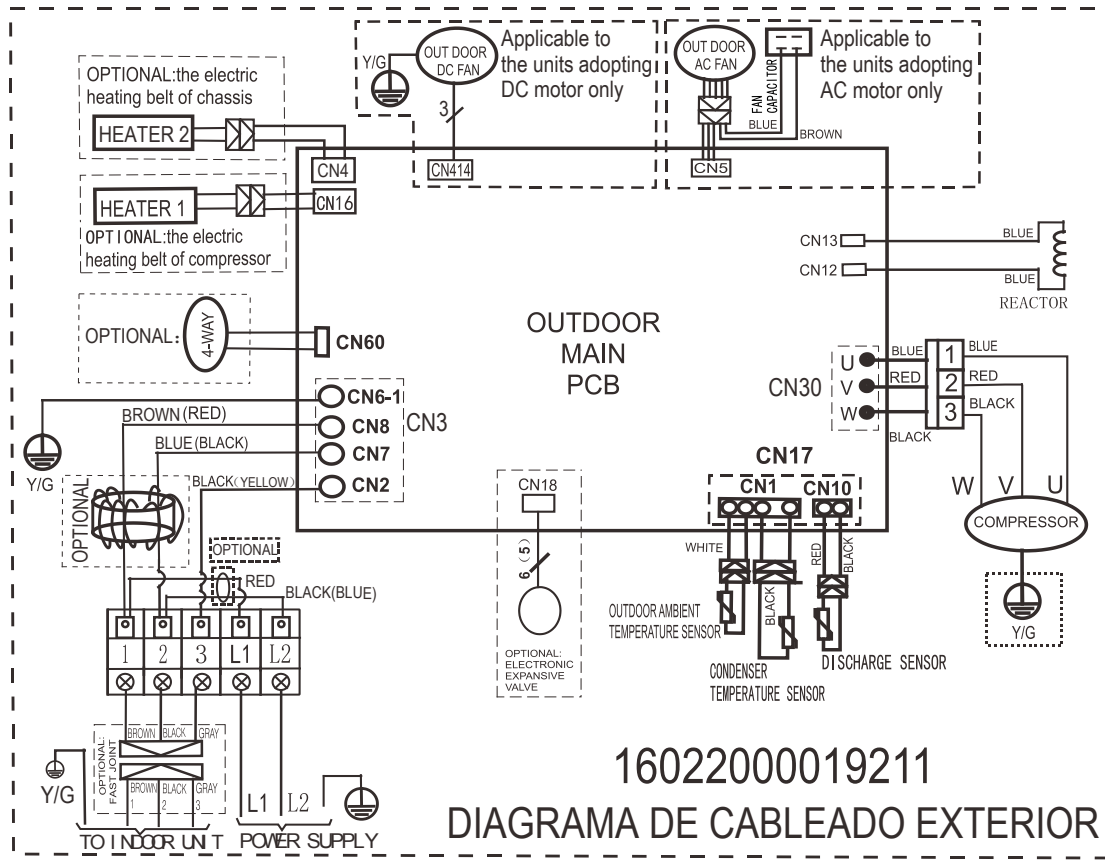 OPTIONAL:the electric
heating belt of chassis
HEATER 2
CN4
HEATER 1
CN16
OPTIONAL:the electric
heating belt of compressor
Y/G
OUT DOOR
DC FAN
3
CN414
Applicable to
the units adopting
DC motor only
OUT DOOR
AC FAN
FAN
CAPACITOR
BLUE
BROWN
CN5
Applicable to
the units adopting
AC motor only
OPTIONAL:
4-WAY
CN60
OUTDOOR
MAIN
PCB
CN13
BLUE
CN12
BLUE
REACTOR
CN6-1
CN8
CN3
CN7
CN2
Y/G
BROWN(RED)
BLUE(BLACK)
BLACK(YELLOW)
OPTIONAL
OPTIONAL
RED
BLACK(BLUE)
CN30
U
V
W
BLUE
RED
BLACK
1
2
3
BLUE
RED
BLACK
W V U
COMPRESSOR
Y/G
CN18
6 (5)
OPTIONAL:
ELECTRONIC
EXPANSIVE
VALVE
CN17
CN1
CN10
WHITE
BLACK
RED
BLACK
OUTDOOR AMBIENT
TEMPERATURE SENSOR
CONDENSER
TEMPERATURE SENSOR
DISCHARGE SENSOR
1 2 3 L1 L2
OPTIONAL:
FAST JOINT
BROWN BLACK GRAY
BROWN BLACK GRAY
1 2 3
Y/G
L1 L2
TO INDOOR UNIT
POWER SUPPLY
16022000019211
DIAGRAMA DE CABLEADO EXTERIOR